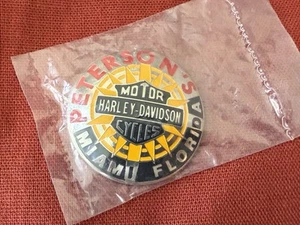 PETERSON'S
MOTOR
HARLEY-DAVIDSON
CYCLES
MIAMI FLORIDA